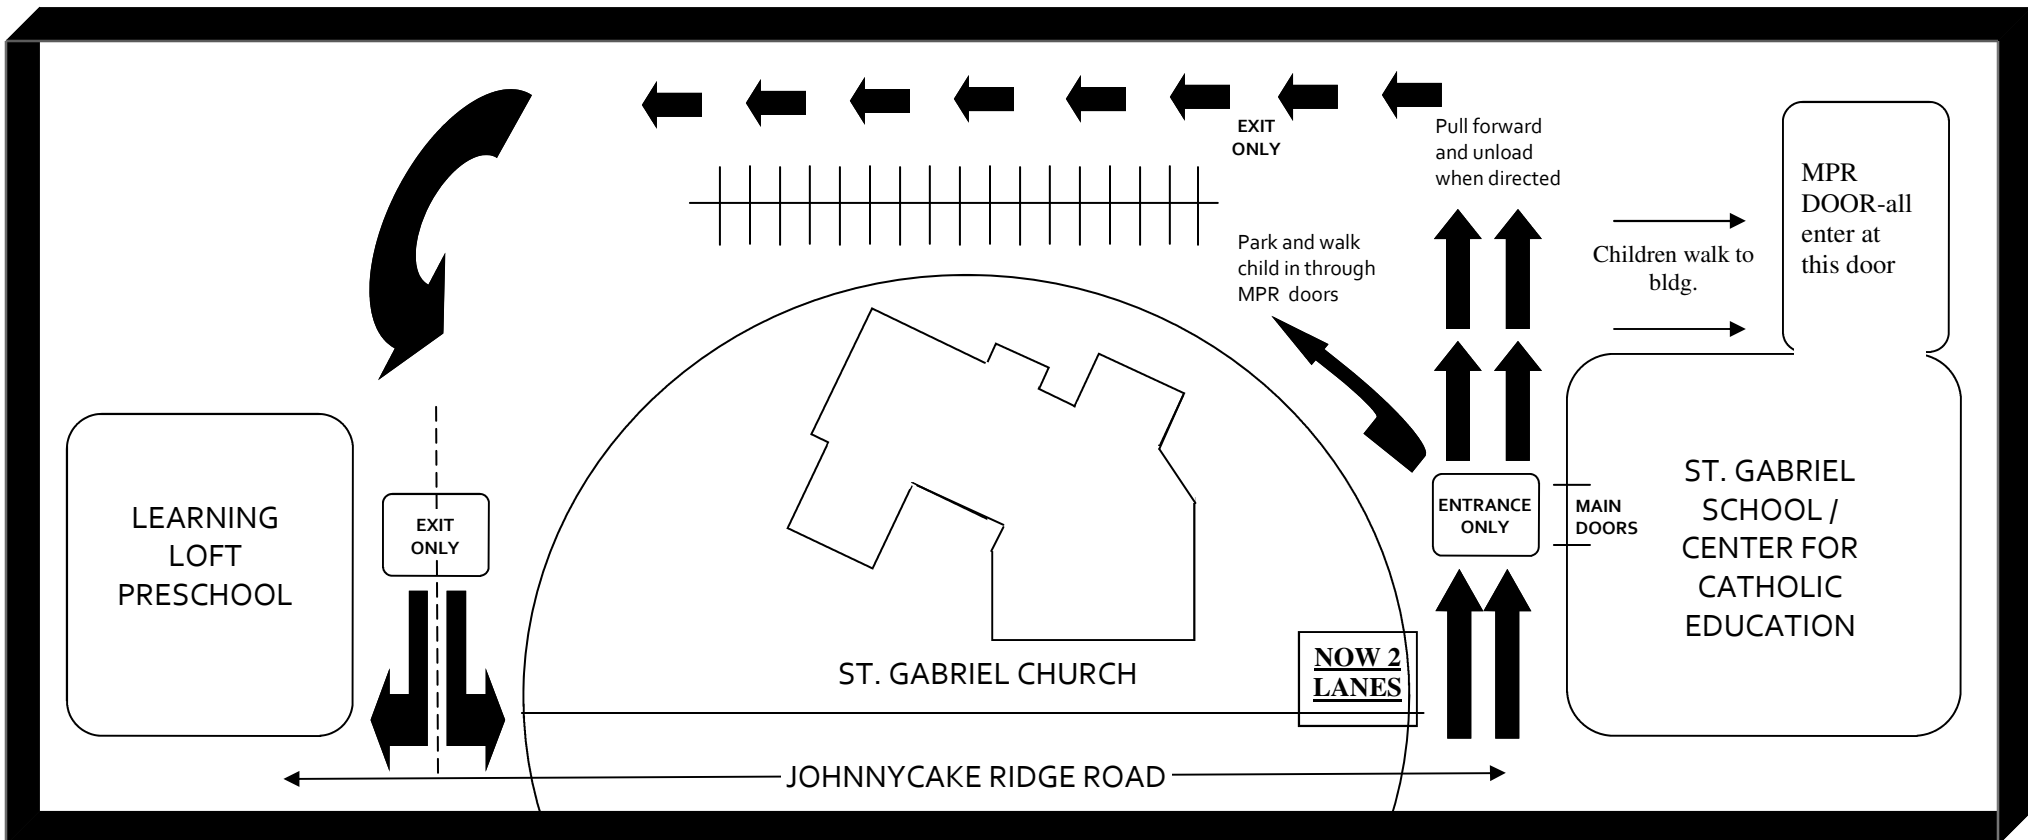 EXIT
ONLY
Pull forward
and unload
when directed
MPR
DOOR-all
enter at
this door
Park and walk
child in through
MPR doors
Children walk to
bldg.
LEARNING
LOFT
PRESCHOOL
EXIT
ONLY
ENTRANCE
ONLY
MAIN
DOORS
ST. GABRIEL
SCHOOL /
CENTER FOR
CATHOLIC
EDUCATION
ST. GABRIEL CHURCH
NOW 2
LANES
JOHNNYCAKE RIDGE ROAD